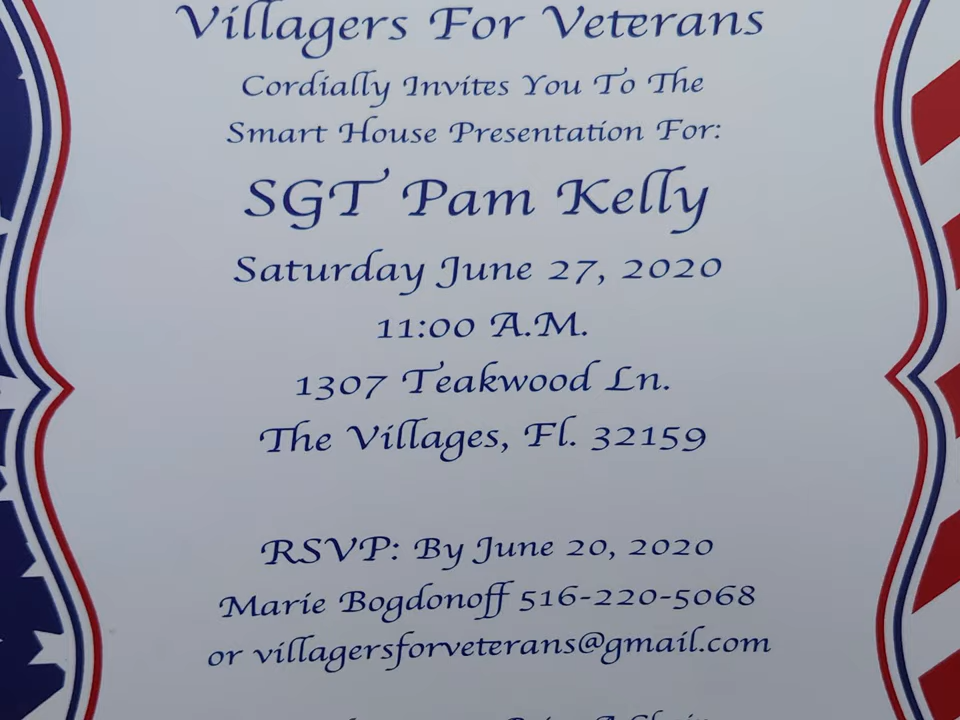 Villagers For Veterans
Cordially Invites You To The
Smart House Presentation For:
SGT Pam Kelly
Saturday June 27, 2020
11:00 A.M.
1307 Teakwood Ln.
The Villages, Fl. 32159
RSVP: By June 20, 2020
Marie Bogdonoff 516-220-5068
or villagersforveterans@gmail.com